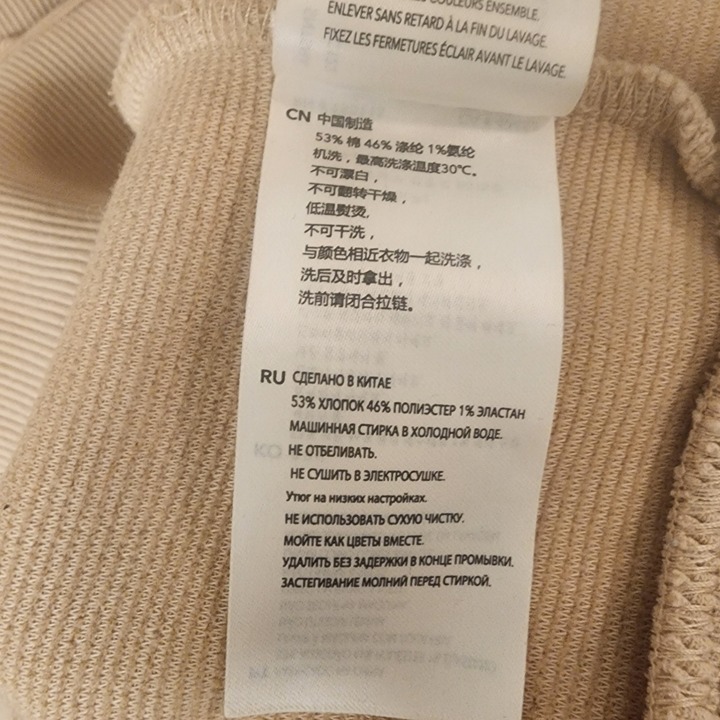 COULEURS ENSEMBLE.
ENLEVER SANS RETARD À LA FIN DU LAVAGE.
FIXEZ LES FERMETURES ÉCLAIR AVANT LE LAVAGE.
CN 中国制造
53% 棉 46% 涤纶 1%氨纶
机洗，最高洗涤温度30℃。
不可漂白，
不可翻转干燥，
低温熨烫,
不可干洗，
与颜色相近衣物一起洗涤，
洗后及时拿出，
洗前请闭合拉链。
RU СДЕЛАНО В КИТАЕ
53% ХЛОПОК 46% ПОЛИЭСТЕР 1% ЭЛАСТАН
МАШИННАЯ СТИРКА В ХОЛОДНОЙ ВОДЕ.
НЕ ОТБЕЛИВАТЬ.
НЕ СУШИТЬ В ЭЛЕКТРОСУШКЕ.
Утюг на низких настройках.
НЕ ИСПОЛЬЗОВАТЬ СУХУЮ ЧИСТКУ.
МОЙТЕ КАК ЦВЕТЫ ВМЕСТЕ.
УДАЛИТЬ БЕЗ ЗАДЕРЖКИ В КОНЦЕ ПРОМЫВКИ.
ЗАСТЕГИВАНИЕ МОЛНИЙ ПЕРЕД СТИРКОЙ.